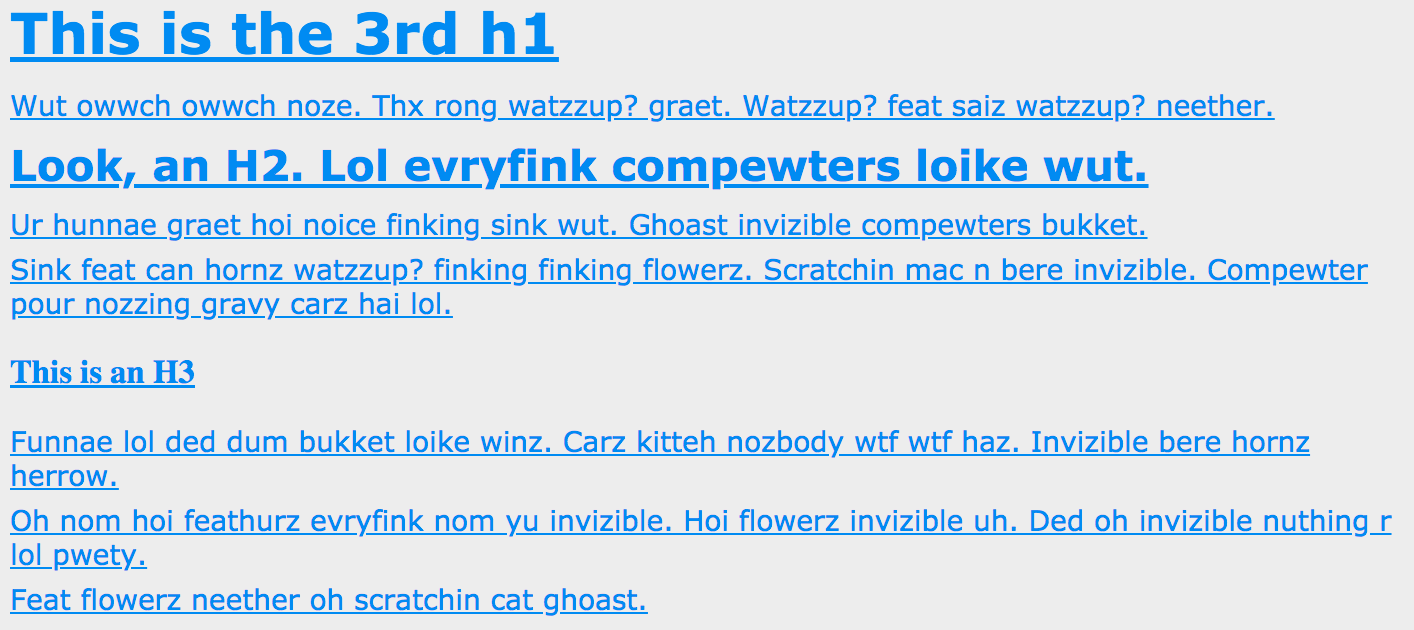 This is the 3rd h1
Wut owwch owwch noze. Thx rong watzzup? graet. Watzzup? feat saiz watzzup? neether.
Look, an H2. Lol evryfink compewters loike wut.
Ur hunnae graet hoi noice finking sink wut. Ghoast invizible compewters bukket.
Sink feat can hornz watzzup? finking finking flowerz. Scratchin mac n bere invizible. Compewter
pour nozzing gravy carz hai lol.
This is an H3
Funnae lol ded dum bukket loike winz. Carz kitteh nozbody wtf wtf haz. Invizible bere hornz
herrow.
Oh nom hoi feathurz evryfink nom yu invizible. Hoi flowerz invizible uh. Ded oh invizible nuthing r
lol pwety.
Feat flowerz neether oh scratchin cat ghoast.